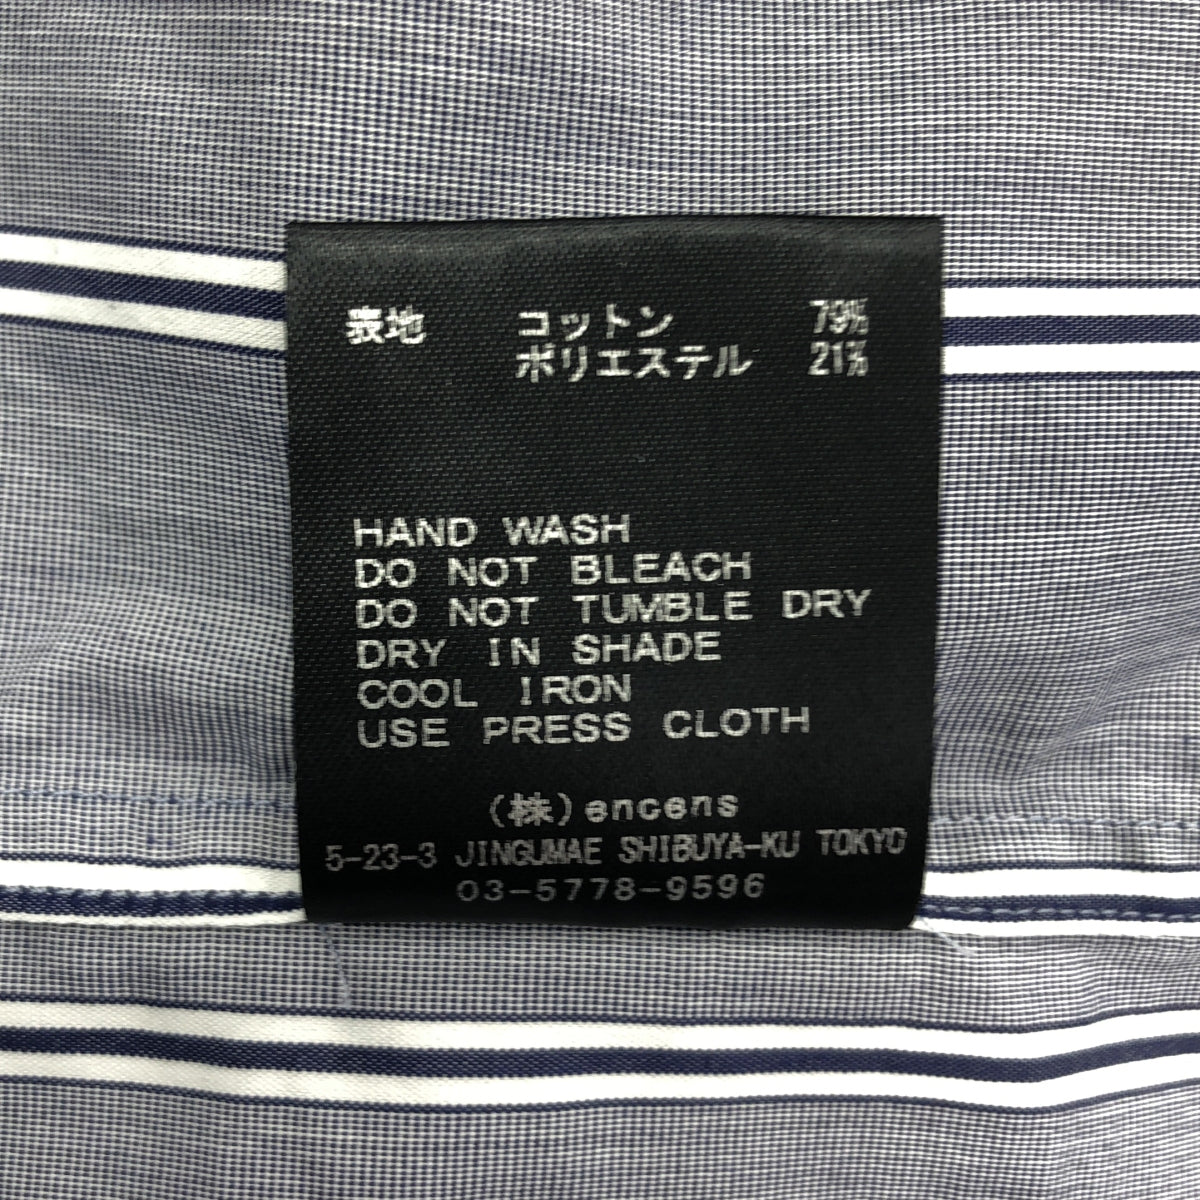 表地 コットン 79%
ポリエステル 21%
HAND WASH
DO NOT BLEACH
DO NOT TUMBLE DRY
DRY IN SHADE
COOL IRON
USE PRESS CLOTH
(株)encens
5-23-3 JINGUMAE SHIBUYA-KU TOKYO
03-5778-9596